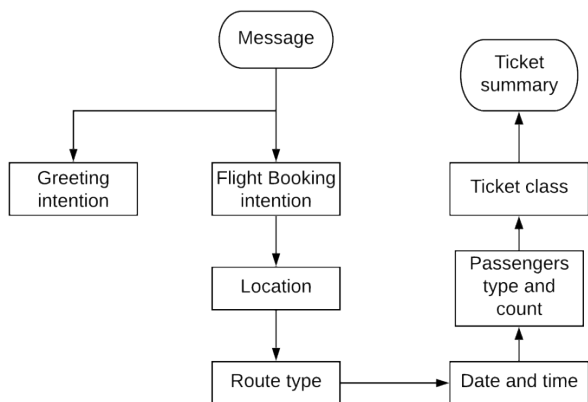 Message
Greeting
intention
Flight Booking
intention
Location
Route type
Date and time
Passengers
type and
count
Ticket class
Ticket
summary